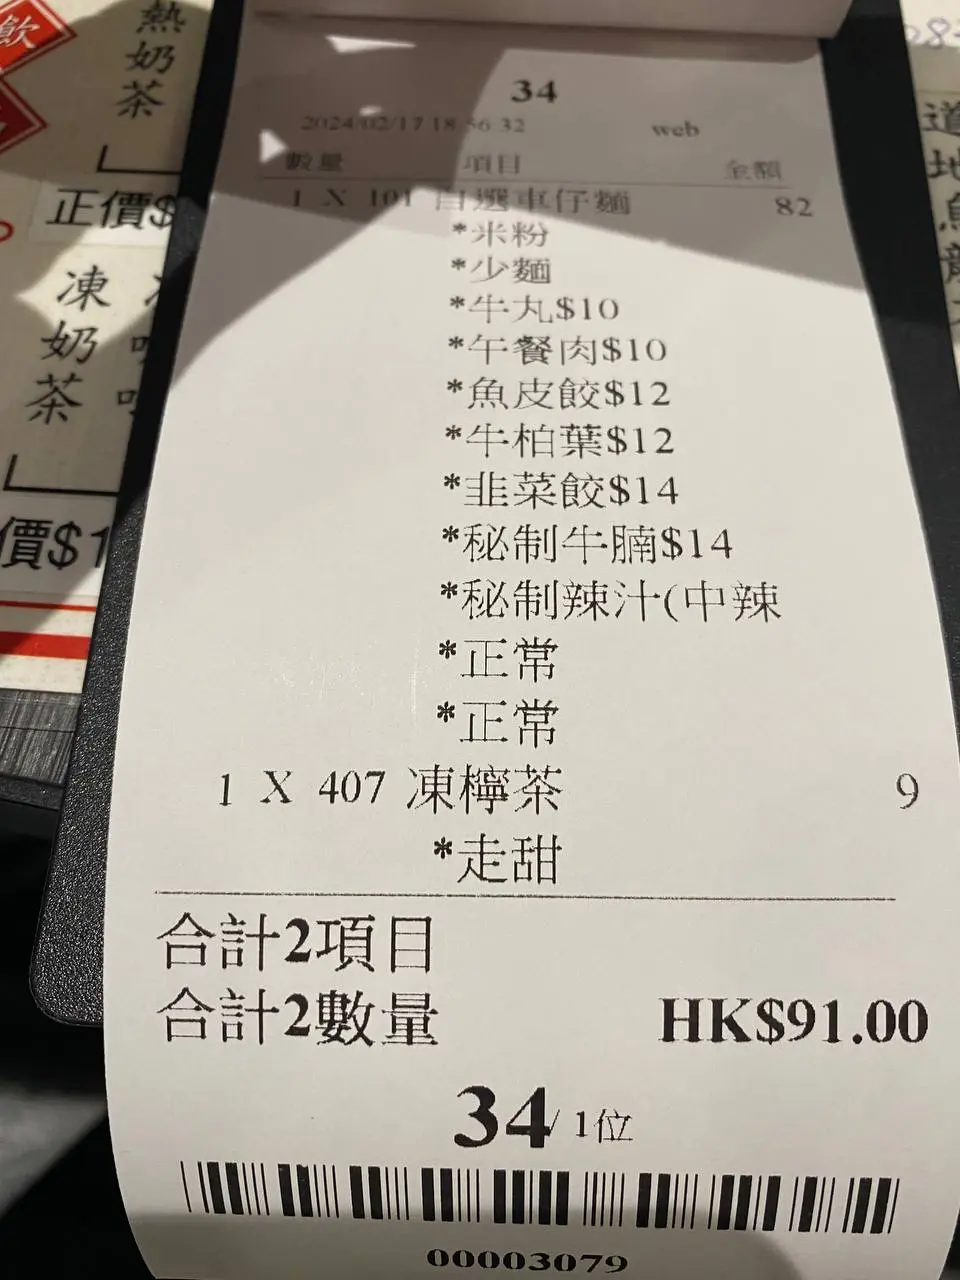 熱奶茶
正價$
凍奶茶
價$1
34
2024/02/17 18:56:32 web
數量 項目 金額
1 X 101 自選車仔麵 82
*米粉
*少麵
*牛丸$10
*午餐肉$10
*魚皮餃$12
*牛柏葉$12
*韭菜餃$14
*秘制牛腩$14
*秘制辣汁(中辣
*正常
*正常
1 X 407 凍檸茶 9
*走甜
合計2項目
合計2數量 HK$91.00
34/ 1位
00003079
飲
道地魚